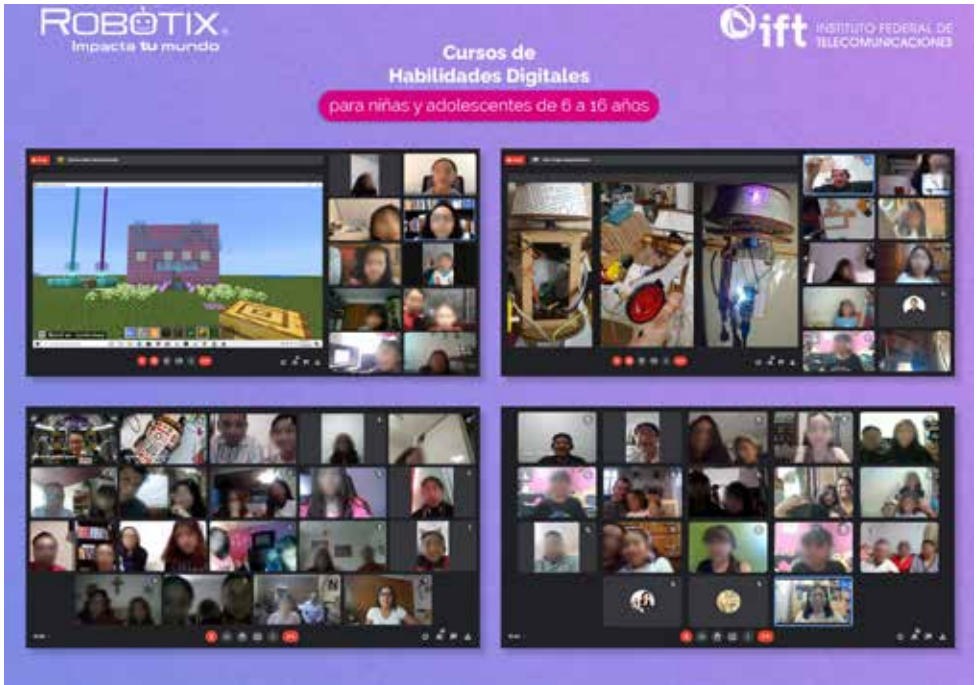 ROBOTIX
Impacta tu mundo
ift INSTITUTO FEDERAL DE
TELECOMUNICACIONES
Cursos de
Habilidades Digitales
para niñas y adolescentes de 6 a 16 años